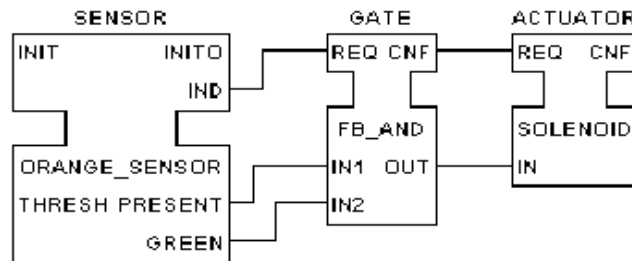 SENSOR GATE ACTUATOR
INIT INITO REQ CNF REQ CNF
IND
FB_AND SOLENOID
ORANGE_SENSOR IN1 OUT IN
THRESH PRESENT IN2
GREEN